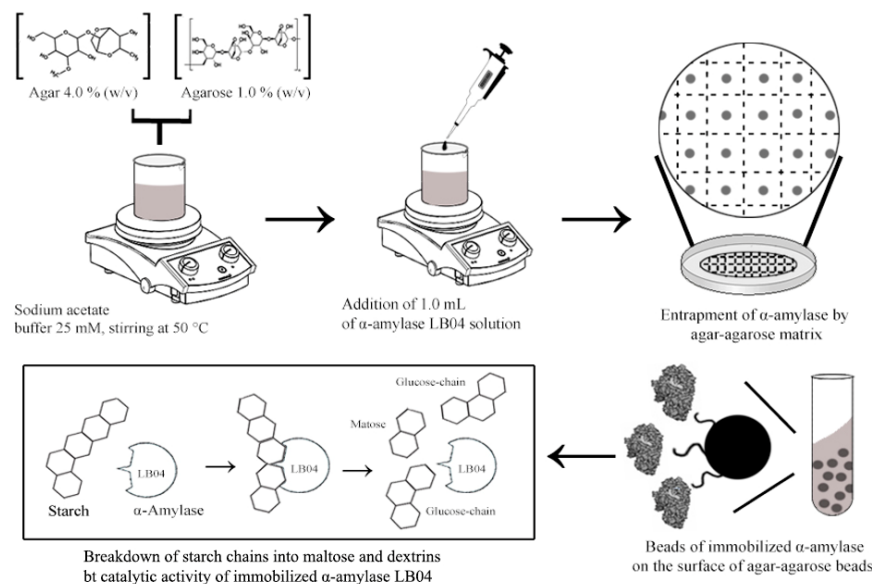 Agar 4.0 % (w/v)
Agarose 1.0 % (w/v)
Sodium acetate
buffer 25 mM, stirring at 50 °C
Addition of 1.0 mL
of α-amylase LB04 solution
Entrapment of α-amylase by
agar-agarose matrix
Glucose-chain
Matose
LB04
LB04
LB04
Starch
α-Amylase
Glucose-chain
Breakdown of starch chains into maltose and dextrins
bt catalytic activity of immobilized α-amylase LB04
Beads of immobilized α-amylase
on the surface of agar-agarose beads